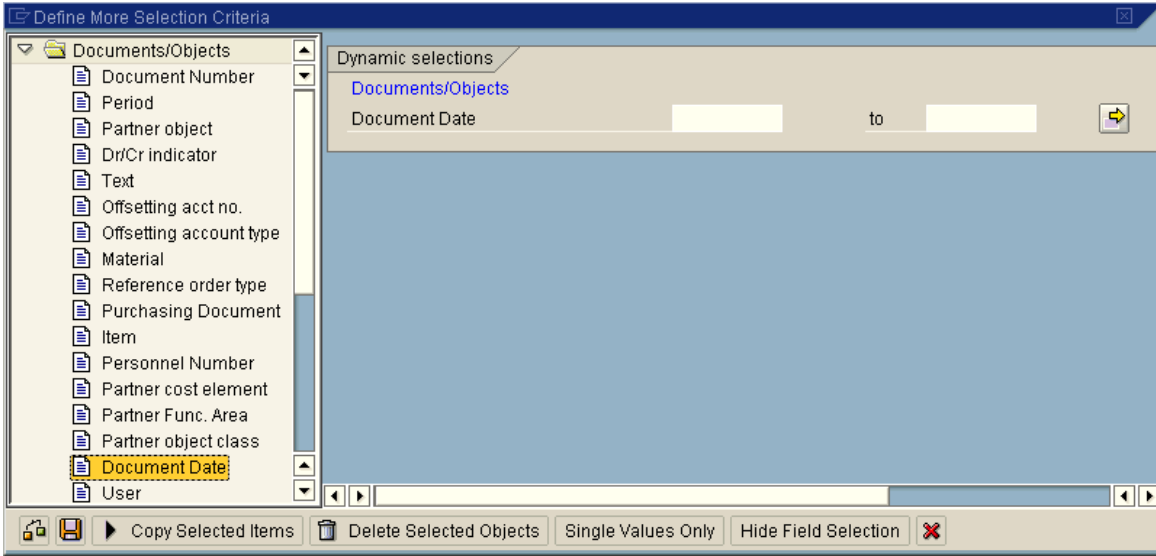 Define More Selection Criteria
Documents/Objects
Document Number
Period
Partner object
Dr/Cr indicator
Text
Offsetting acct no.
Offsetting account type
Material
Reference order type
Purchasing Document
Item
Personnel Number
Partner cost element
Partner Func. Area
Partner object class
Document Date
User
Dynamic selections
Documents/Objects
Document Date to
Copy Selected Items Delete Selected Objects Single Values Only Hide Field Selection